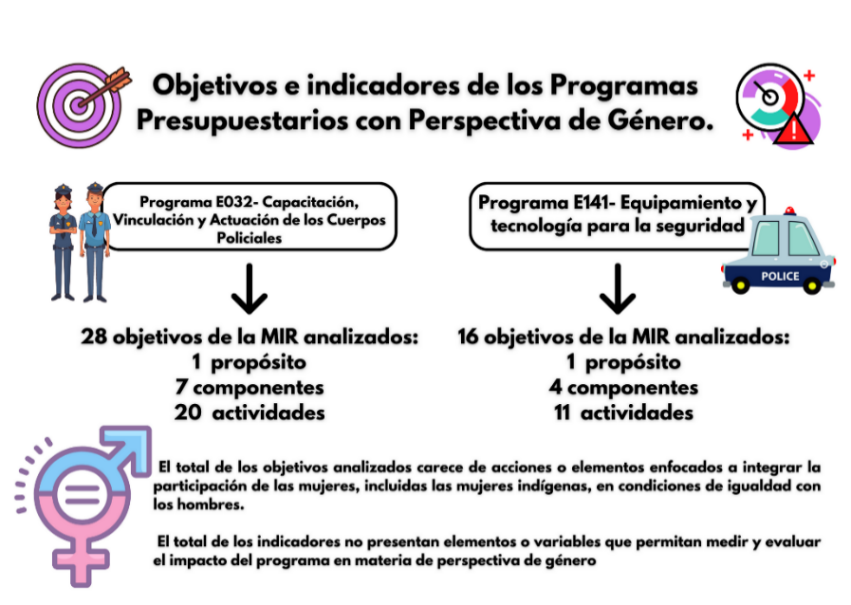 Objetivos e indicadores de los Programas
Presupuestarios con Perspectiva de Género.
Programa E032- Capacitación,
Vinculación y Actuación de los Cuerpos
Policiales
Programa E141- Equipamiento y
tecnología para la seguridad
POLICE
28 objetivos de la MIR analizados:
1 propósito
7 componentes
20 actividades
16 objetivos de la MIR analizados:
1 propósito
4 componentes
11 actividades
El total de los objetivos analizados carece de acciones o elementos enfocados a integrar la
participación de las mujeres, incluidas las mujeres indígenas, en condiciones de igualdad con
los hombres.
El total de los indicadores no presentan elementos o variables que permitan medir y evaluar
el impacto del programa en materia de perspectiva de género